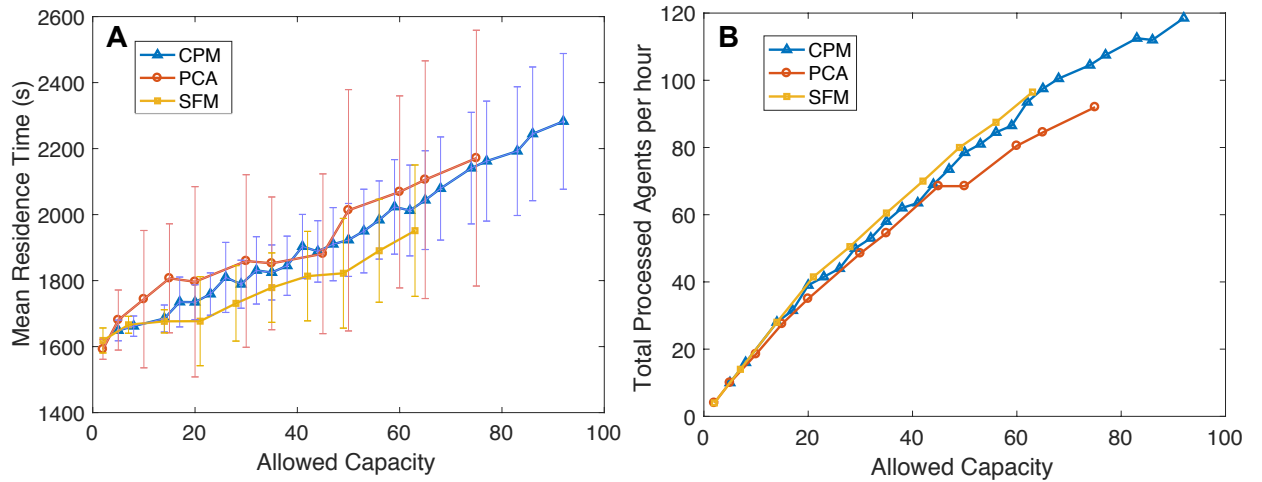 A
CPM
PCA
SFM
Mean Residence Time (s)
2600
2400
2200
2000
1800
1600
1400
0
20
40
60
80
100
Allowed Capacity
B
CPM
PCA
SFM
Total Processed Agents per hour
120
100
80
60
40
20
0
0
20
40
60
80
100
Allowed Capacity